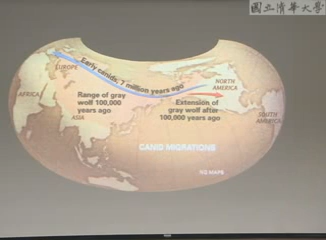 國立清華大學
Early canids, 7 million years ago
EUROPE
NORTH
AMERICA
AFRICA
Range of gray
wolf 100,000
years ago
Extension of
gray wolf after
100,000 years ago
ASIA
SOUTH
AMERICA
CANID MIGRATIONS